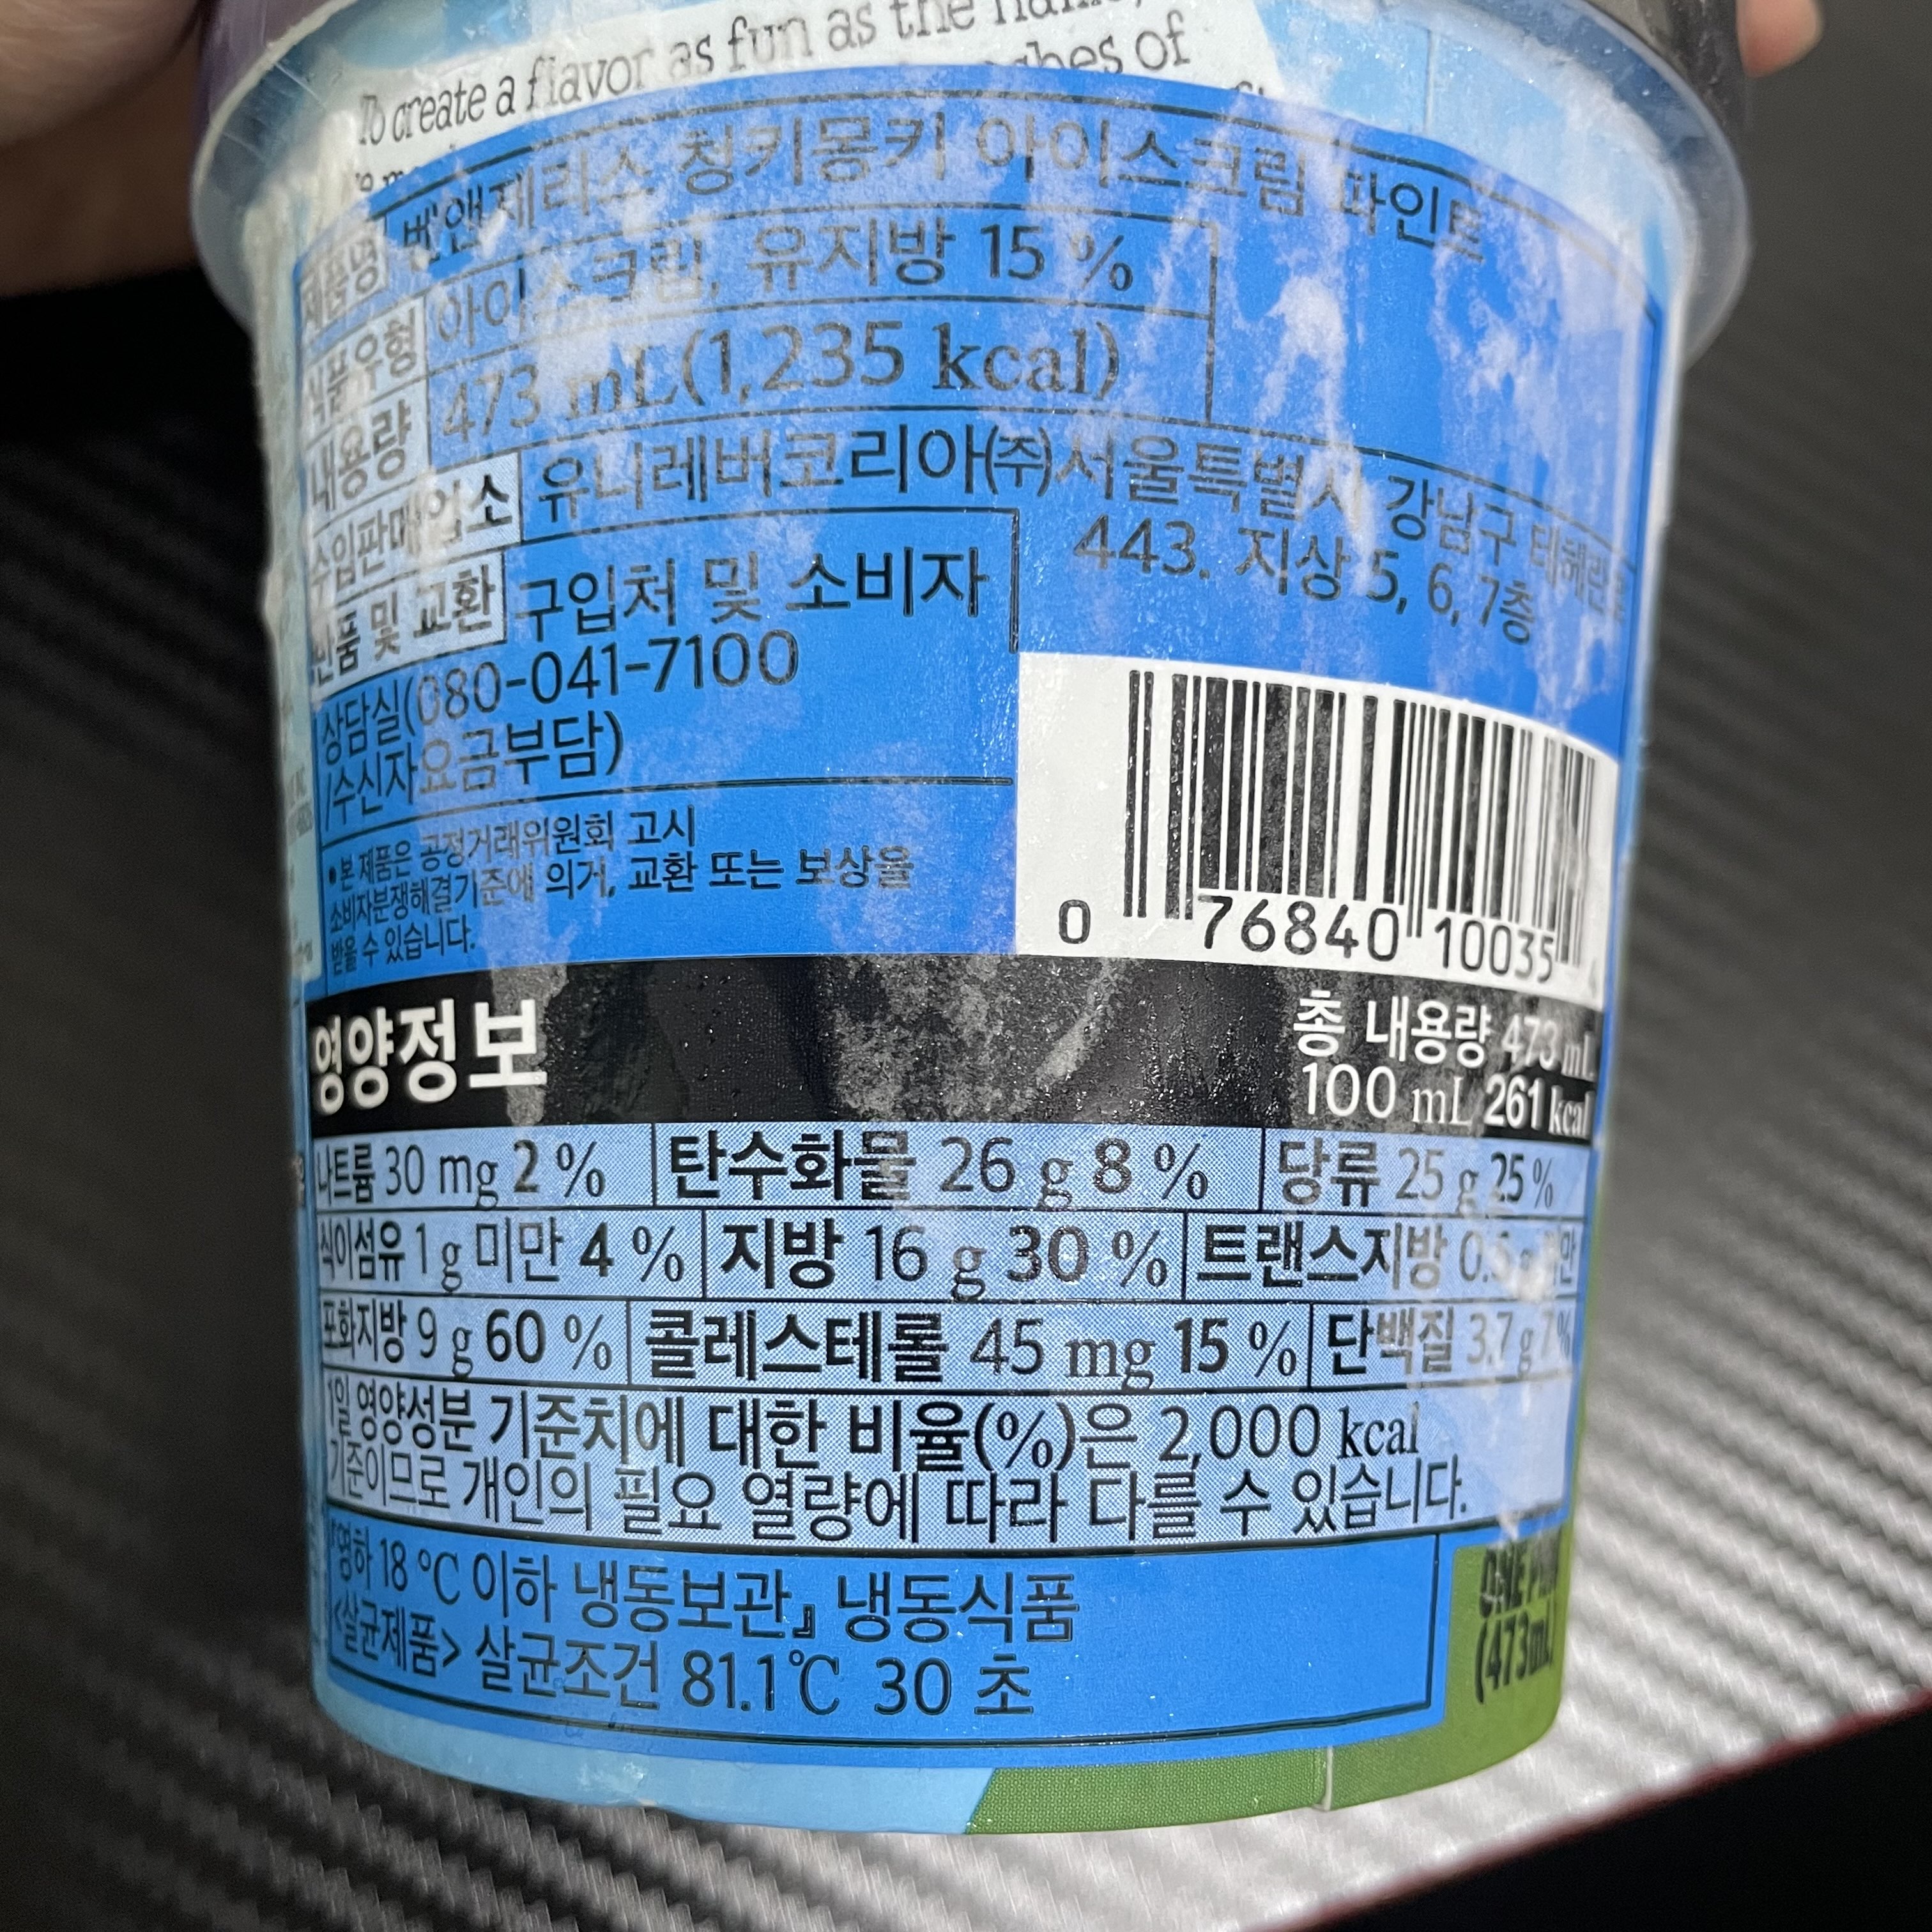 To create a flavor as fun as the name,
of
제품명 벤앤제리스 청키몽키 아이스크림 파인트
식품유형 아이스크림, 유지방 15 %
내용량 473 mL(1,235 kcal)
수입판매업소 유니레버코리아(주)서울특별시 강남구 테헤란로
443. 지상 5, 6, 7층
반품 및 교환 구입처 및 소비자
상담실(080-041-7100
/수신자요금부담)
• 본 제품은 공정거래위원회 고시
소비자분쟁해결기준에 의거, 교환 또는 보상을
받을 수 있습니다.
0 76840 10035 4
영양정보
총 내용량 473 mL
100 mL 261 kcal
나트륨 30 mg 2 % 탄수화물 26 g 8 % 당류 25 g 25 %
식이섬유 1 g 미만 4 % 지방 16 g 30 % 트랜스지방 0.5 g 미만
포화지방 9 g 60 % 콜레스테롤 45 mg 15 % 단백질 3.7 g 7%
1일 영양성분 기준치에 대한 비율(%)은 2,000 kcal
기준이므로 개인의 필요 열량에 따라 다를 수 있습니다.
『영하 18 °C 이하 냉동보관』 냉동식품
<살균제품> 살균조건 81.1℃ 30 초
ONE PINT
(473mL)